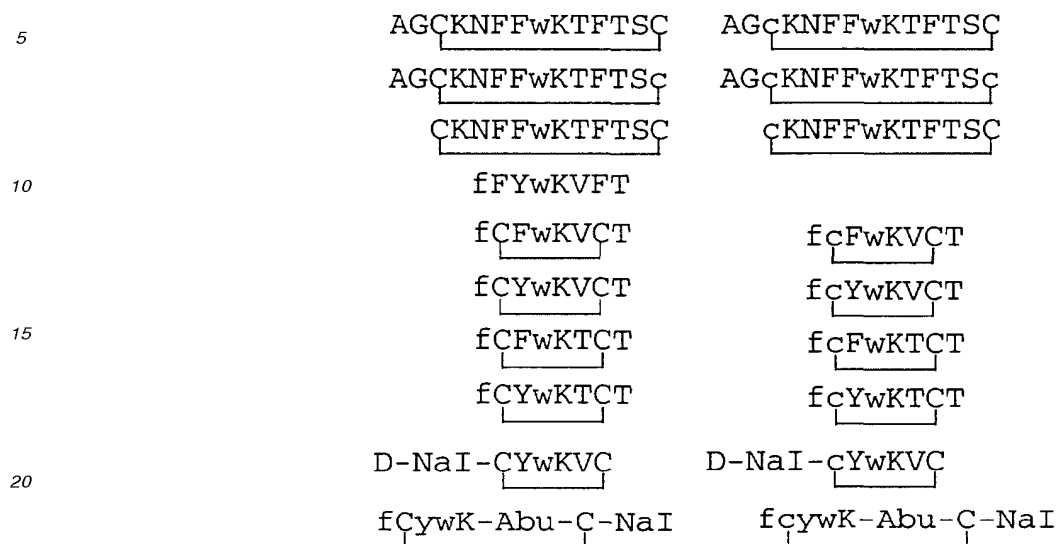 5 AGCKNFFwKTFTSC AGcKNFFwKTFTSC
AGCKNFFwKTFTSc AGcKNFFwKTFTSc
CKNFFwKTFTSC cKNFFwKTFTSC
10 fFYwKVFT
fCFwKVCT fcFwKVCT
fCYwKVCT fcYwKVCT
15 fCFwKTCT fcFwKTCT
fCYwKTCT fcYwKTCT
20 D-NaI-CYwKVC D-NaI-cYwKVC
fCywK-Abu-C-NaI fcywK-Abu-C-NaI